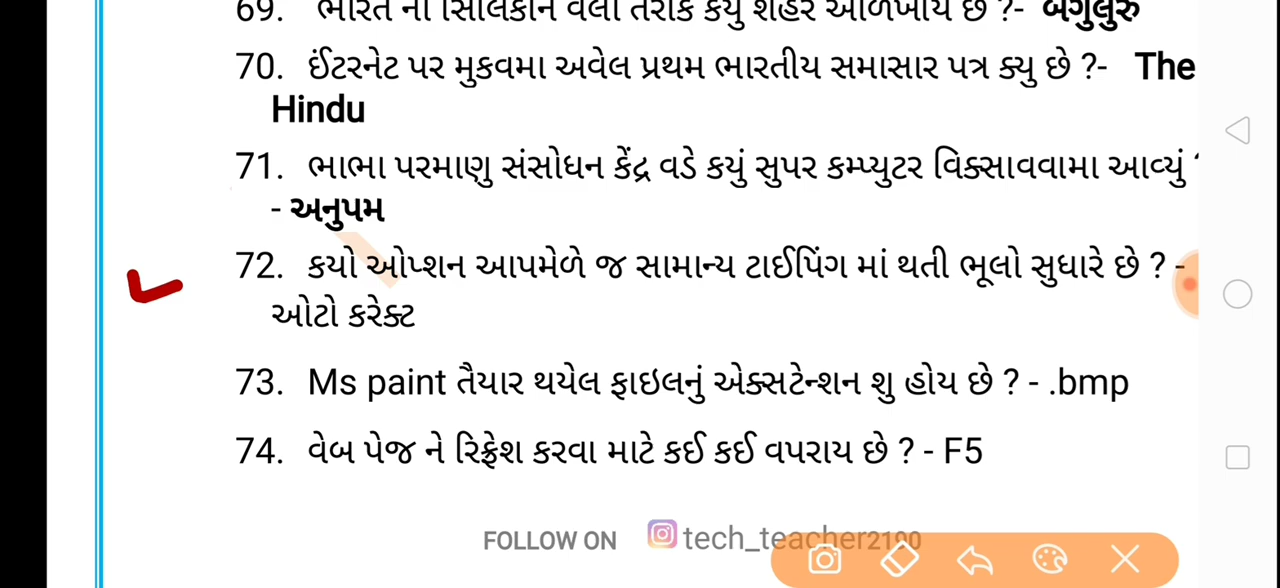 69. ભારત ની સિલિકોન વેલી તરીકે કયુ શહેર ઓળખાય છે ?- બેંગુલુરુ
70. ઈંટરનેટ પર મુકવમા અવેલ પ્રથમ ભારતીય સમાસાર પત્ર ક્યુ છે ?- The
Hindu
71. ભાભા પરમાણુ સંસોધન કેંદ્ર વડે કયું સુપર કમ્પ્યુટર વિક્સાવવામા આવ્યું
- અનુપમ
72. કયો ઓપ્શન આપમેળે જ સામાન્ય ટાઈપિંગ માં થતી ભૂલો સુધારે છે ? -
ઓટો કરેક્ટ
73. Ms paint તૈયાર થયેલ ફાઇલનું એક્સટેન્શન શુ હોય છે ? - .bmp
74. વેબ પેજ ને રિફ્રેશ કરવા માટે કઈ કઈ વપરાય છે ? - F5
FOLLOW ON tech_teacher2190